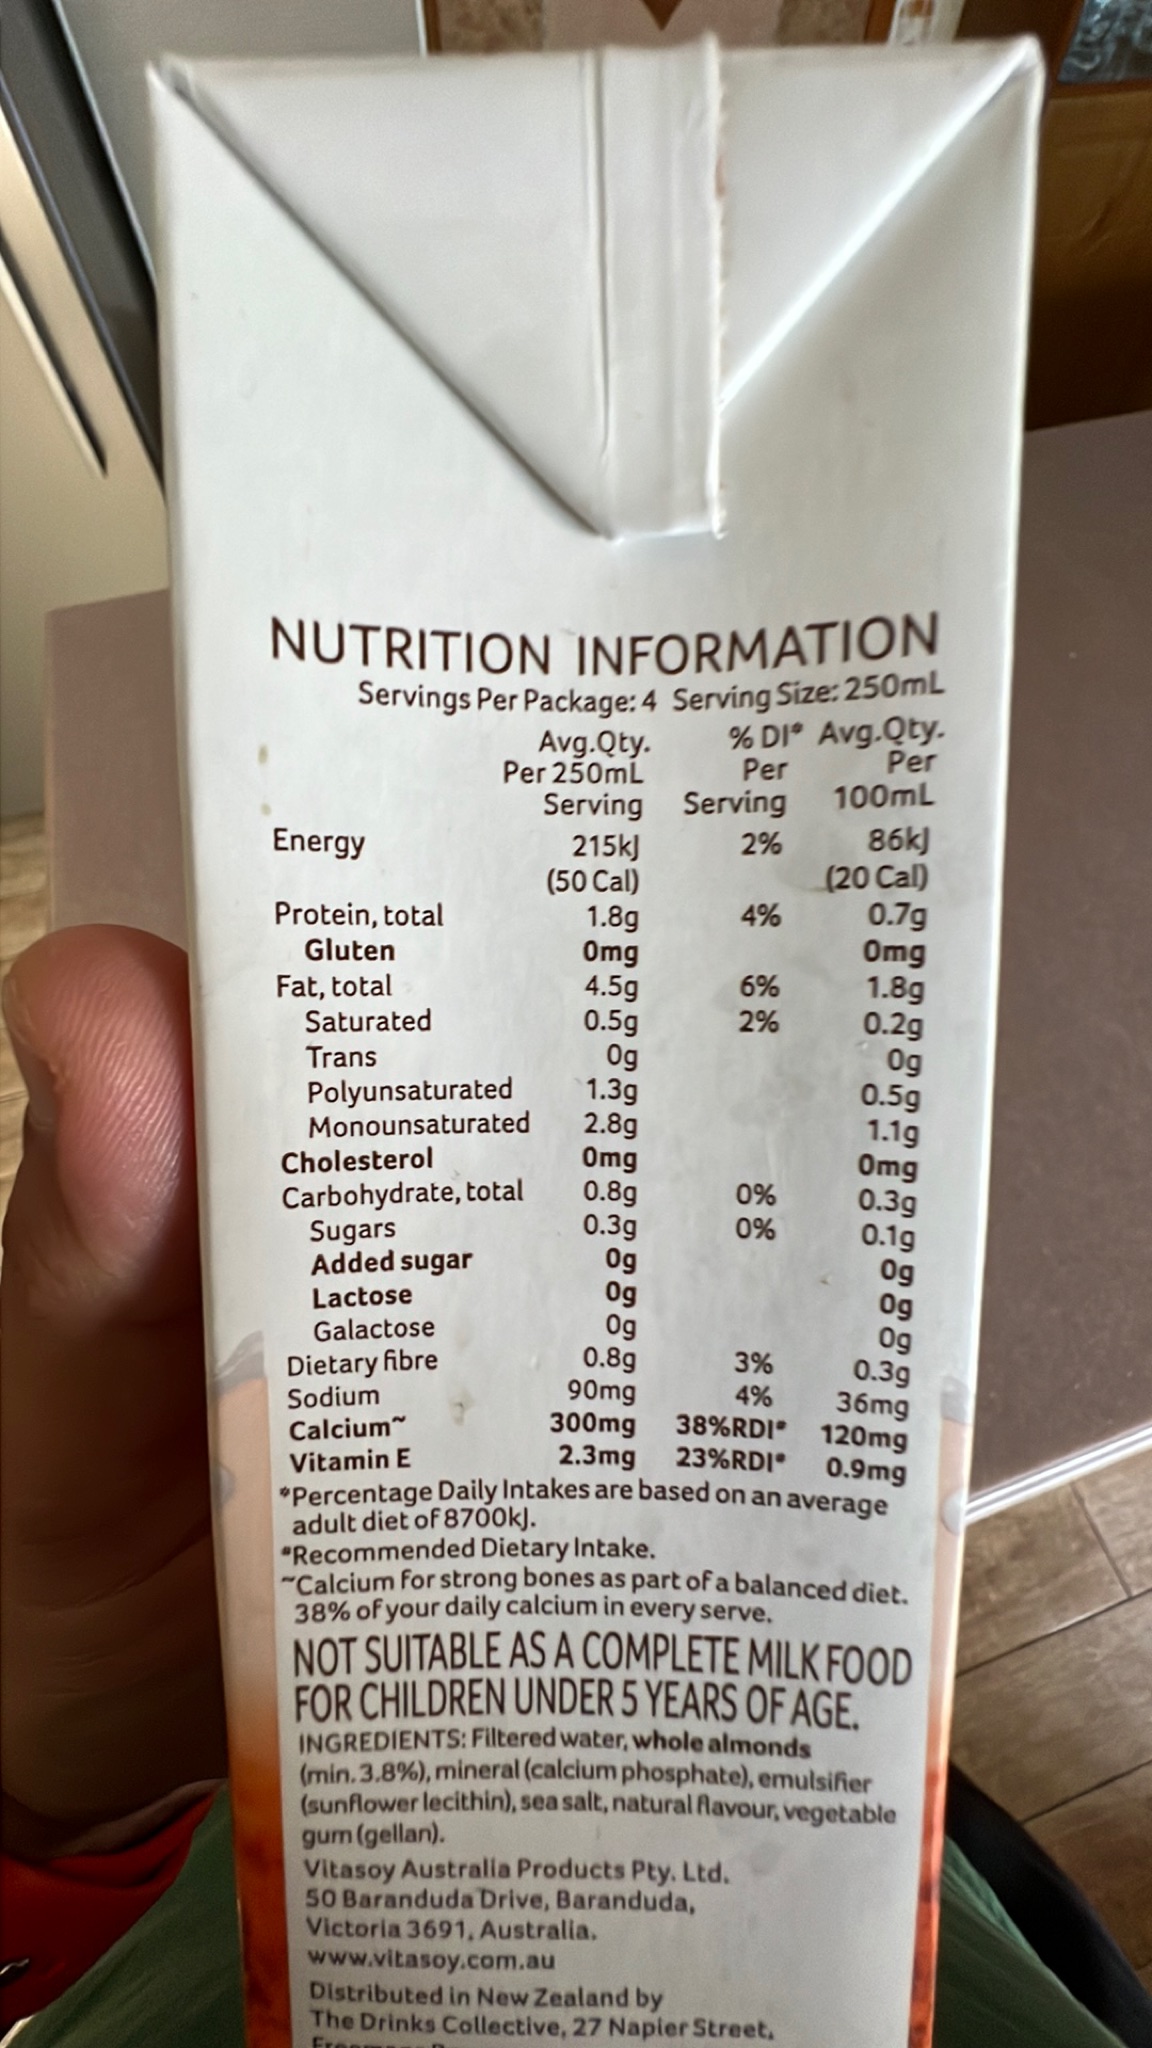 NUTRITION INFORMATION
Servings Per Package: 4 Serving Size: 250mL
Avg.Qty. % DI* Avg.Qty.
Per 250mL Per Per
Serving Serving 100mL
Energy 215kJ 2% 86kJ
(50 Cal) (20 Cal)
Protein, total 1.8g 4% 0.7g
Gluten 0mg 0mg
Fat, total 4.5g 6% 1.8g
Saturated 0.5g 2% 0.2g
Trans 0g 0g
Polyunsaturated 1.3g 0.5g
Monounsaturated 2.8g 1.1g
Cholesterol 0mg 0mg
Carbohydrate, total 0.8g 0% 0.3g
Sugars 0.3g 0% 0.1g
Added sugar 0g 0g
Lactose 0g 0g
Galactose 0g 0g
Dietary fibre 0.8g 3% 0.3g
Sodium 90mg 4% 36mg
Calcium~ 300mg 38%RDI# 120mg
Vitamin E 2.3mg 23%RDI# 0.9mg
*Percentage Daily Intakes are based on an average
adult diet of 8700kJ.
#Recommended Dietary Intake.
~Calcium for strong bones as part of a balanced diet.
38% of your daily calcium in every serve.
NOT SUITABLE AS A COMPLETE MILK FOOD
FOR CHILDREN UNDER 5 YEARS OF AGE.
INGREDIENTS: Filtered water, whole almonds
(min. 3.8%), mineral (calcium phosphate), emulsifier
(sunflower lecithin), sea salt, natural flavour, vegetable
gum (gellan).
Vitasoy Australia Products Pty. Ltd.
50 Baranduda Drive, Baranduda,
Victoria 3691, Australia.
www.vitasoy.com.au
Distributed in New Zealand by
The Drinks Collective, 27 Napier Street,